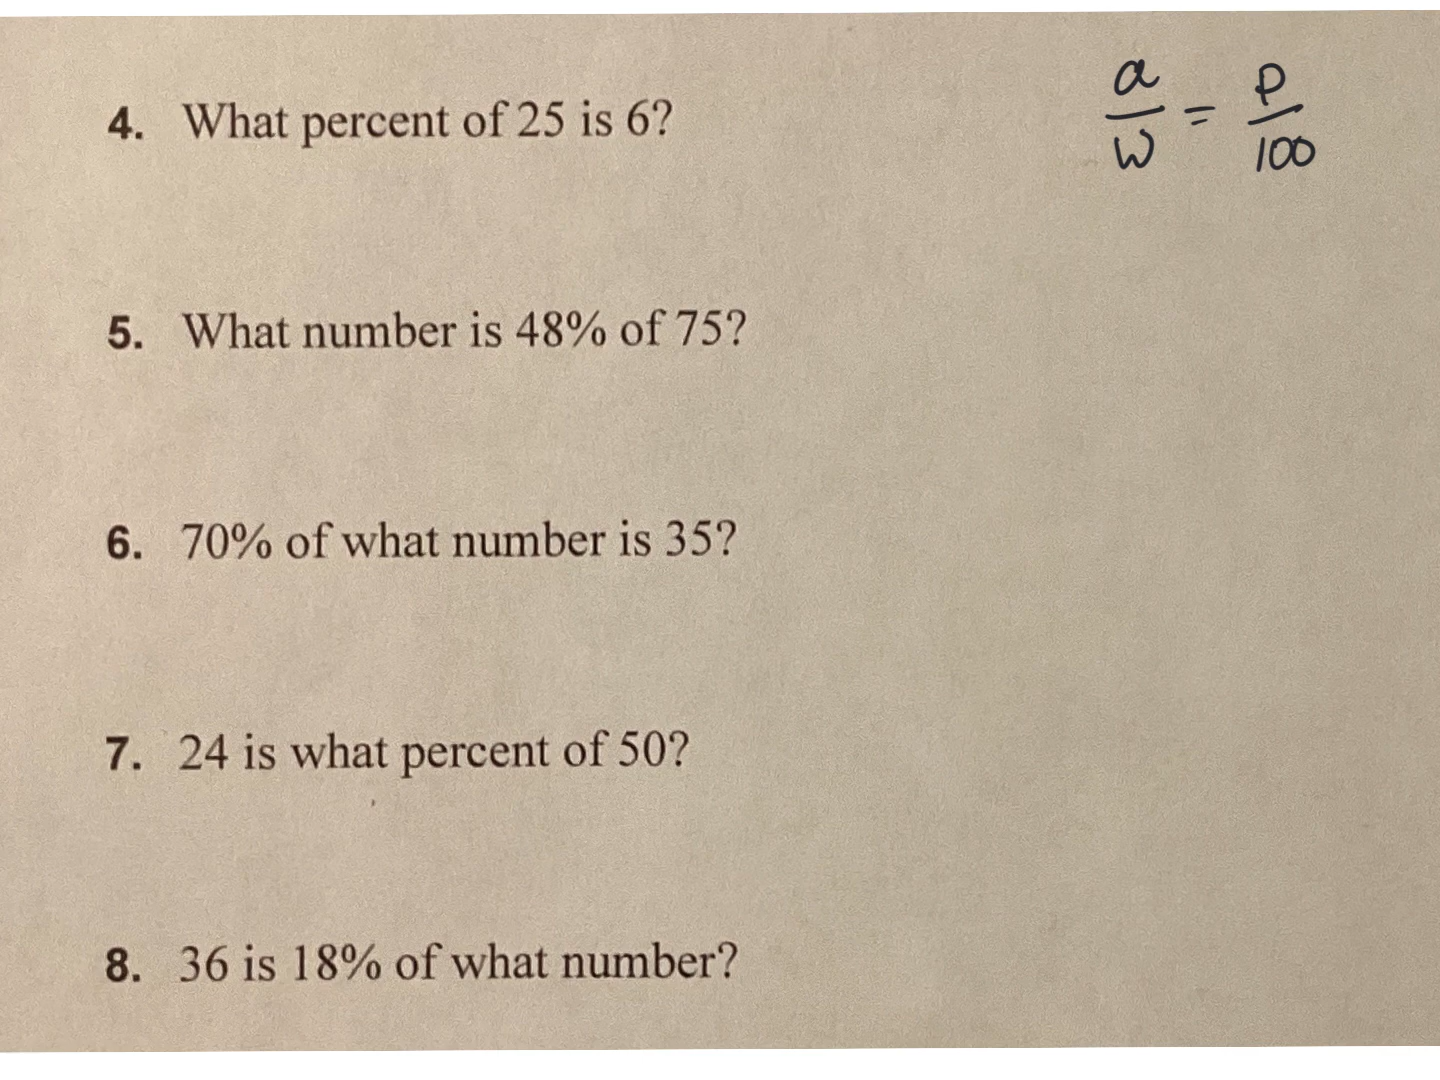 4. What percent of 25 is 6?
a/w = P/100
5. What number is 48% of 75?
6. 70% of what number is 35?
7. 24 is what percent of 50?
8. 36 is 18% of what number?